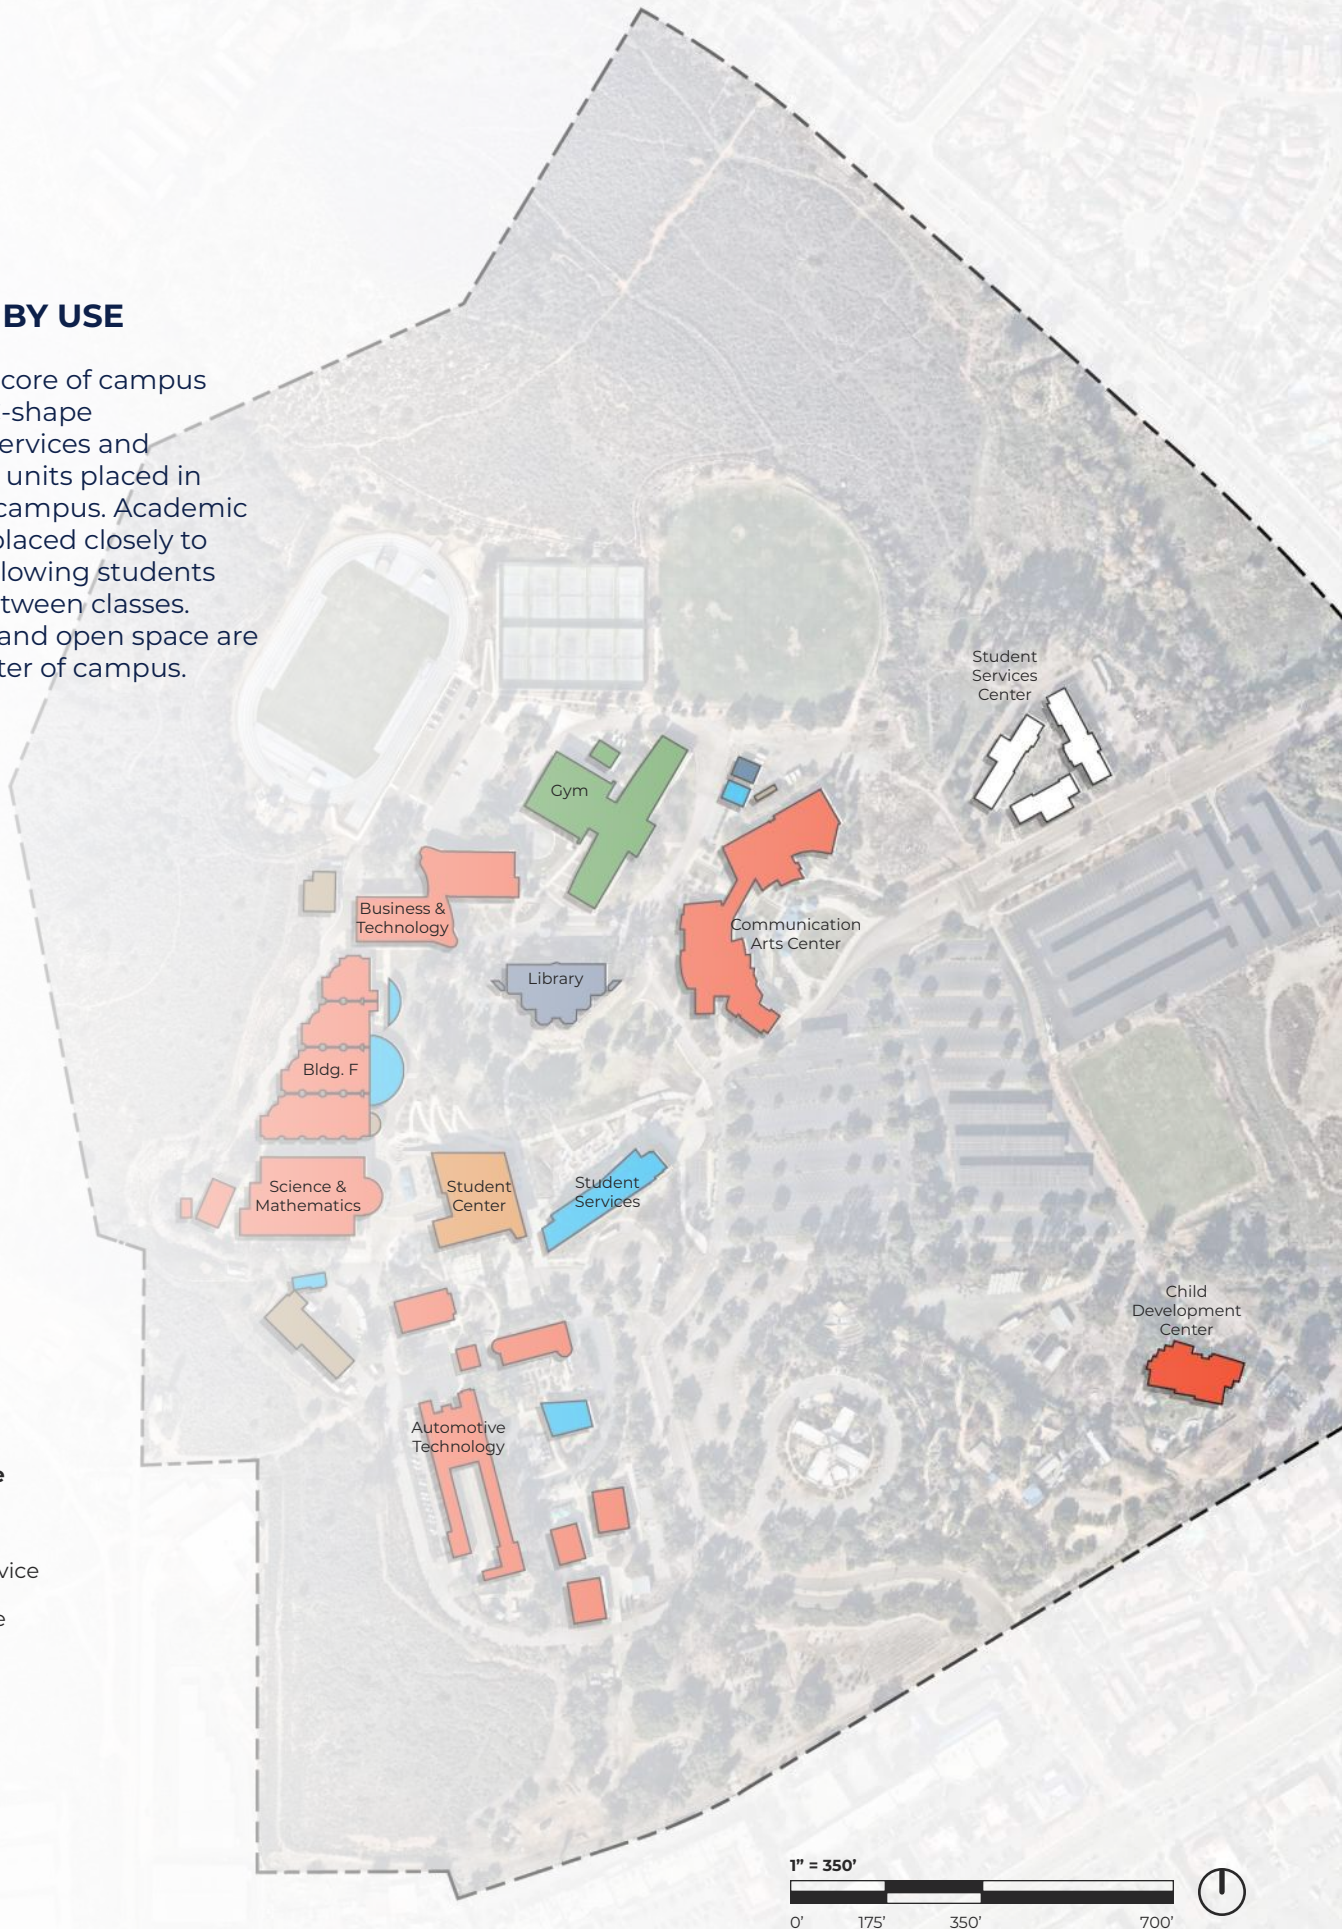 BY USE
core of campus
-shape
ervices and
units placed in
campus. Academic
placed closely to
llowing students
tween classes.
and open space are
ter of campus.
Student
Services
Center
Gym
Business &
Technology
Communication
Arts Center
Library
Bldg. F
Science &
Mathematics
Student
Center
Student
Services
Child
Development
Center
Automotive
Technology
e
vice
e
1” = 350’
0’ 175’ 350’ 700’